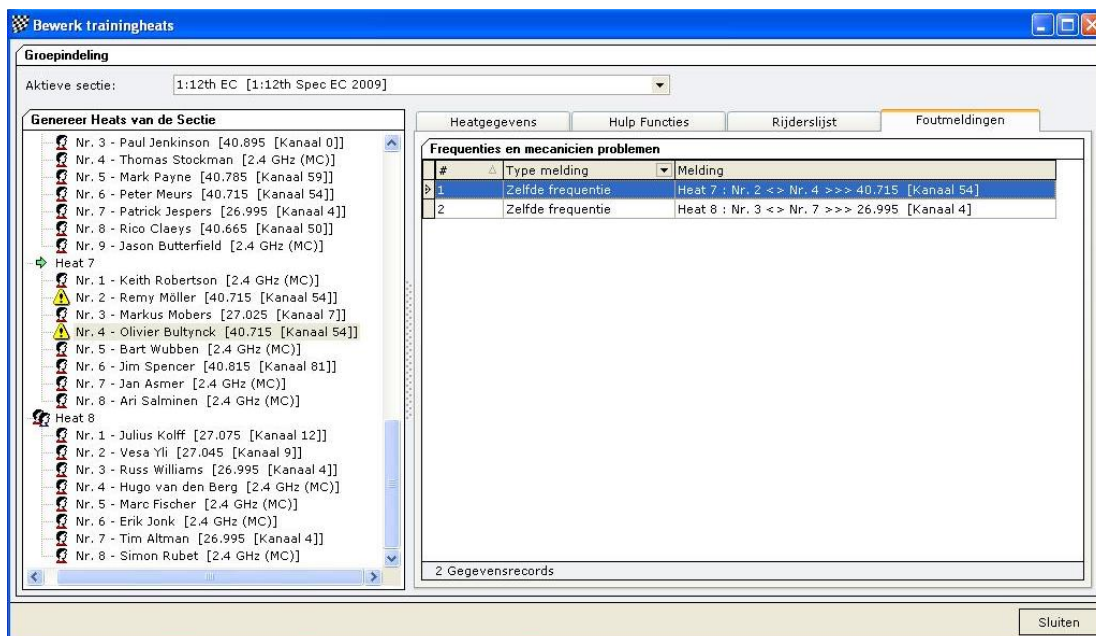 Bewerk trainingheats
Groepindeling
Aktieve sectie: 1:12th EC [1:12th Spec EC 2009]
Genereer Heats van de Sectie
Nr. 3 - Paul Jenkinson [40.895 [Kanaal 0]]
Nr. 4 - Thomas Stockman [2.4 GHz (MC)]
Nr. 5 - Mark Payne [40.785 [Kanaal 59]]
Nr. 6 - Peter Meurs [40.715 [Kanaal 54]]
Nr. 7 - Patrick Jespers [26.995 [Kanaal 4]]
Nr. 8 - Rico Claeys [40.665 [Kanaal 50]]
Nr. 9 - Jason Butterfield [2.4 GHz (MC)]
Heat 7
Nr. 1 - Keith Robertson [2.4 GHz (MC)]
Nr. 2 - Remy Möller [40.715 [Kanaal 54]]
Nr. 3 - Markus Mobers [27.025 [Kanaal 7]]
Nr. 4 - Olivier Bultynck [40.715 [Kanaal 54]]
Nr. 5 - Bart Wubben [2.4 GHz (MC)]
Nr. 6 - Jim Spencer [40.815 [Kanaal 81]]
Nr. 7 - Jan Asmer [2.4 GHz (MC)]
Nr. 8 - Ari Salminen [2.4 GHz (MC)]
Heat 8
Nr. 1 - Julius Kolff [27.075 [Kanaal 12]]
Nr. 2 - Vesa Yli [27.045 [Kanaal 9]]
Nr. 3 - Russ Williams [26.995 [Kanaal 4]]
Nr. 4 - Hugo van den Berg [2.4 GHz (MC)]
Nr. 5 - Marc Fischer [2.4 GHz (MC)]
Nr. 6 - Erik Jonk [2.4 GHz (MC)]
Nr. 7 - Tim Altman [26.995 [Kanaal 4]]
Nr. 8 - Simon Rubet [2.4 GHz (MC)]
Heatgegevens Hulp Functies Rijderslijst Foutmeldingen
Frequenties en mecanicien problemen
# Type melding Melding
1 Zelfde frequentie Heat 7 : Nr. 2 <> Nr. 4 >>> 40.715 [Kanaal 54]
2 Zelfde frequentie Heat 8 : Nr. 3 <> Nr. 7 >>> 26.995 [Kanaal 4]
2 Gegevensrecords
Sluiten